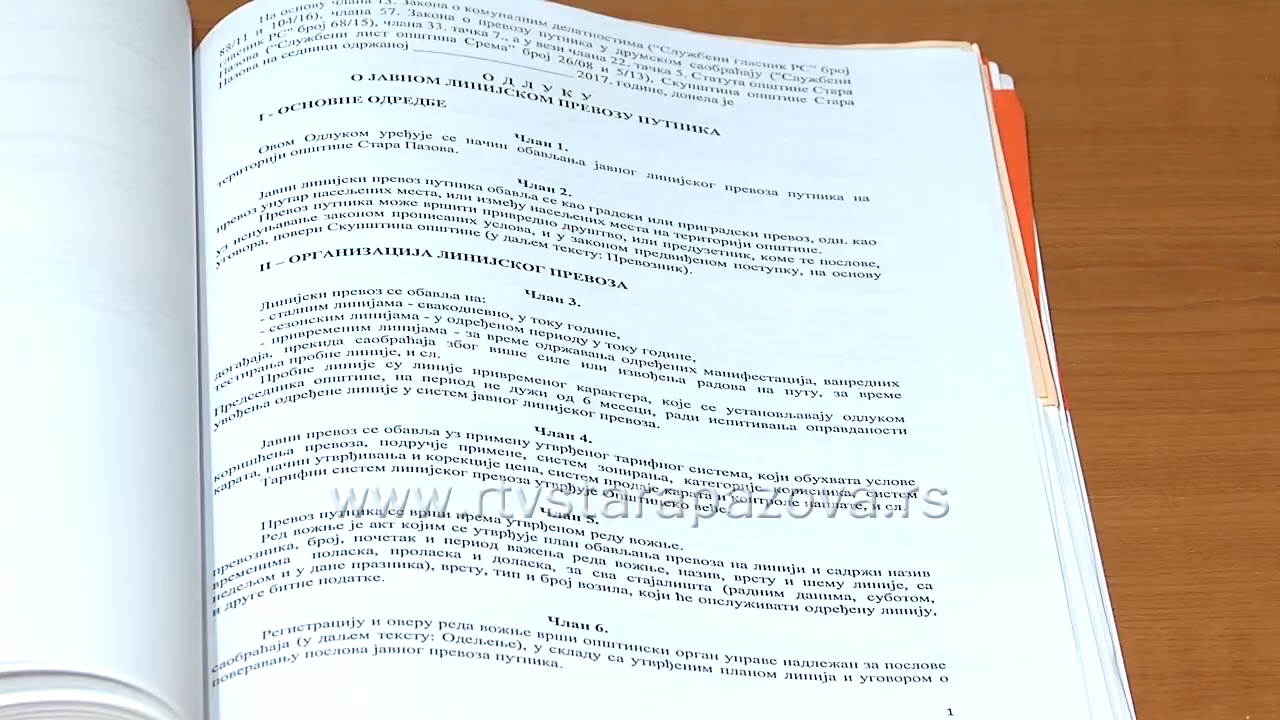 На основу члана 13. Закона о комуналним делатностима ("Службени гласник РС" број
88/11 и 104/16), члана 57. Закона о превозу путника у друмском саобраћају ("Службени
гласник РС" број 68/15), члана 33. тачка 7., а у вези члана 22. тачка 5. Статута општине Стара
Пазова ("Службени лист општина Срема" број 26/08 и 5/13), Скупштина општине Стара
Пазова на седници одржаној ____________________ 2017. године, донела је
О Д Л У К У
О ЈАВНОМ ЛИНИЈСКОМ ПРЕВОЗУ ПУТНИКА
I - ОСНОВНЕ ОДРЕДБЕ
Члан 1.
Овом Одлуком уређује се начин обављања јавног линијског превоза путника на
територији општине Стара Пазова.
Члан 2.
Јавни линијски превоз путника обавља се као градски или приградски превоз, одн. као
превоз унутар насељених места, или између насељених места на територији општине.
Превоз путника може вршити привредно друштво, или предузетник, коме те послове,
уз испуњавање законом прописаних услова, и у законом предвиђеном поступку, на основу
уговора, повери Скупштина општине (у даљем тексту: Превозник).
II – ОРГАНИЗАЦИЈА ЛИНИЈСКОГ ПРЕВОЗА
Члан 3.
Линијски превоз се обавља на:
- сталним линијама - свакодневно, у току године,
- сезонским линијама - у одређеном периоду у току године,
- привременим линијама - за време одржавања одређених манифестација, ванредних
догађаја, прекида саобраћаја због више силе или извођења радова на путу, за време
тестирања пробне линије, и сл.
Пробне линије су линије привременог карактера, које се установљавају одлуком
Председника општине, на период не дужи од 6 месеци, ради испитивања оправданости
увођења одређене линије у систем јавног линијског превоза.
Члан 4.
Јавни превоз се обавља уз примену утврђеног тарифног система, који обухвата услове
коришћења превоза, подручје примене, систем зонирања, категорије корисника, систем
карата, начин утврђивања и корекције цена, систем продаје карата и контроле наплате, и сл.
Тарифни систем линијског превоза утврђује Општинско веће.
www.rtvstarapazova.rs
Члан 5.
Превоз путника се врши према утврђеном реду вожње.
Ред вожње је акт којим се утврђује план обављања превоза на линији и садржи назив
превозника, број, почетак и период важења реда вожње, назив, врсту и шему линије, са
временима поласка, проласка и доласка, за сва стајалишта (радним данима, суботом,
недељом и у дане празника), врсту, тип и број возила, који ће опслуживати одређену линију,
и друге битне податке.
Члан 6.
Регистрацију и оверу реда вожње врши општински орган управе надлежан за послове
саобраћаја (у даљем тексту: Одељење), у складу са утврђеним планом линија и уговором о
поверавању послова јавног превоза путника.
1